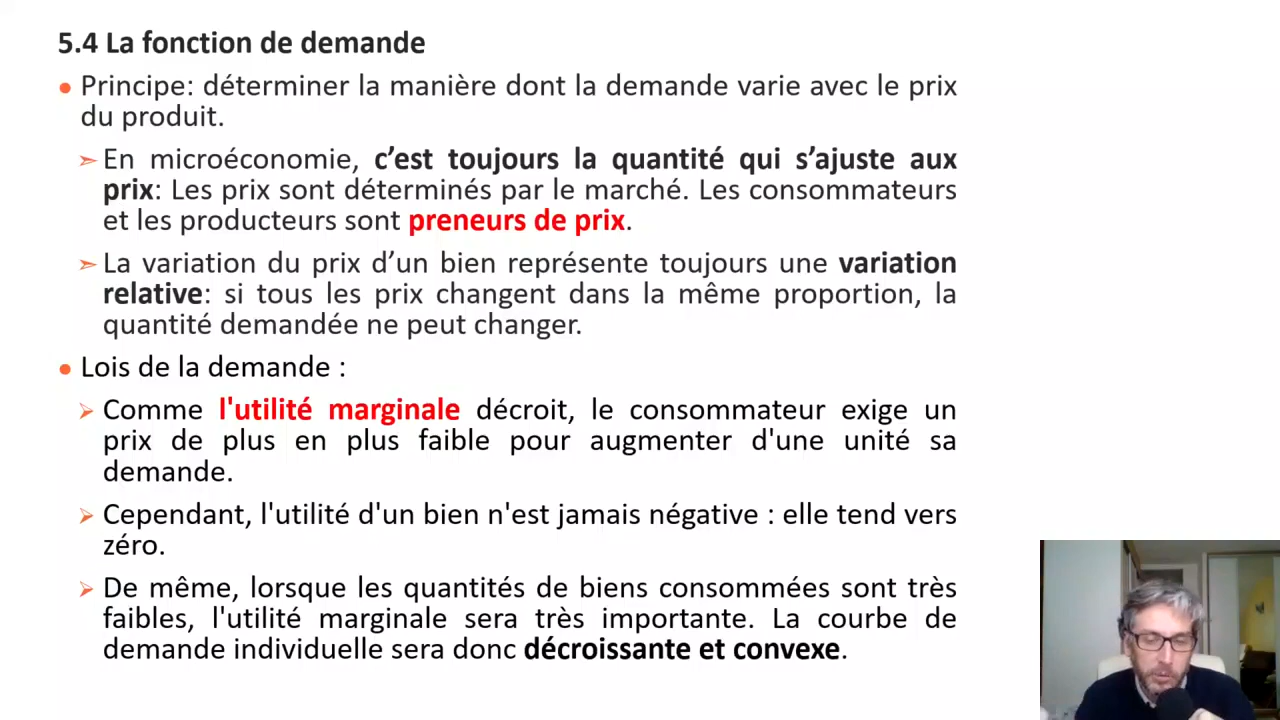 5.4 La fonction de demande
Principe: déterminer la manière dont la demande varie avec le prix
du produit.
En microéconomie, c’est toujours la quantité qui s’ajuste aux
prix: Les prix sont déterminés par le marché. Les consommateurs
et les producteurs sont preneurs de prix.
La variation du prix d’un bien représente toujours une variation
relative: si tous les prix changent dans la même proportion, la
quantité demandée ne peut changer.
Lois de la demande :
Comme l'utilité marginale décroit, le consommateur exige un
prix de plus en plus faible pour augmenter d'une unité sa
demande.
Cependant, l'utilité d'un bien n'est jamais négative : elle tend vers
zéro.
De même, lorsque les quantités de biens consommées sont très
faibles, l'utilité marginale sera très importante. La courbe de
demande individuelle sera donc décroissante et convexe.